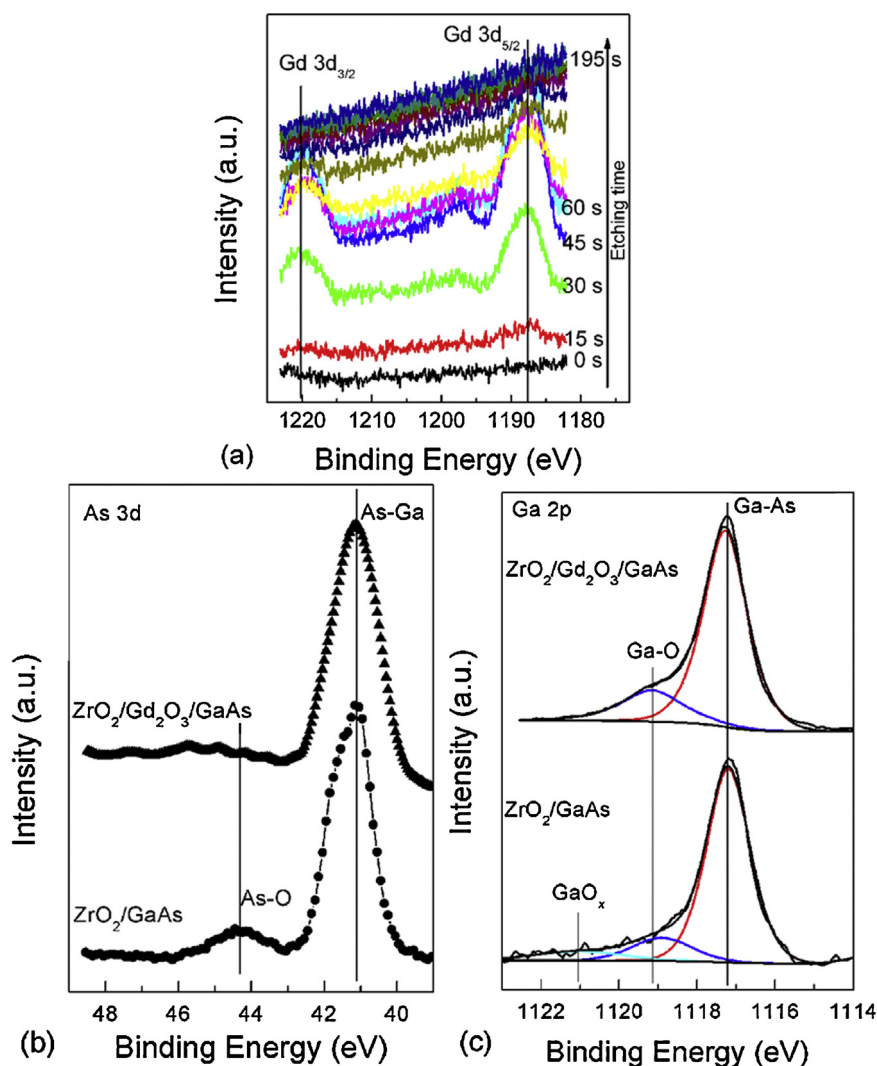 Gd 3d5/2
195 s
Gd 3d3/2
60 s
45 s
30 s
15 s
0 s
Etching time
Intensity (a.u.)
1220 1210 1200 1190 1180
(a) Binding Energy (eV)
As 3d
As-Ga
ZrO2/Gd2O3/GaAs
As-O
ZrO2/GaAs
Intensity (a.u.)
48 46 44 42 40
(b) Binding Energy (eV)
Ga 2p
Ga-As
ZrO2/Gd2O3/GaAs
Ga-O
ZrO2/GaAs
GaOx
Intensity (a.u.)
1122 1120 1118 1116 1114
(c) Binding Energy (eV)